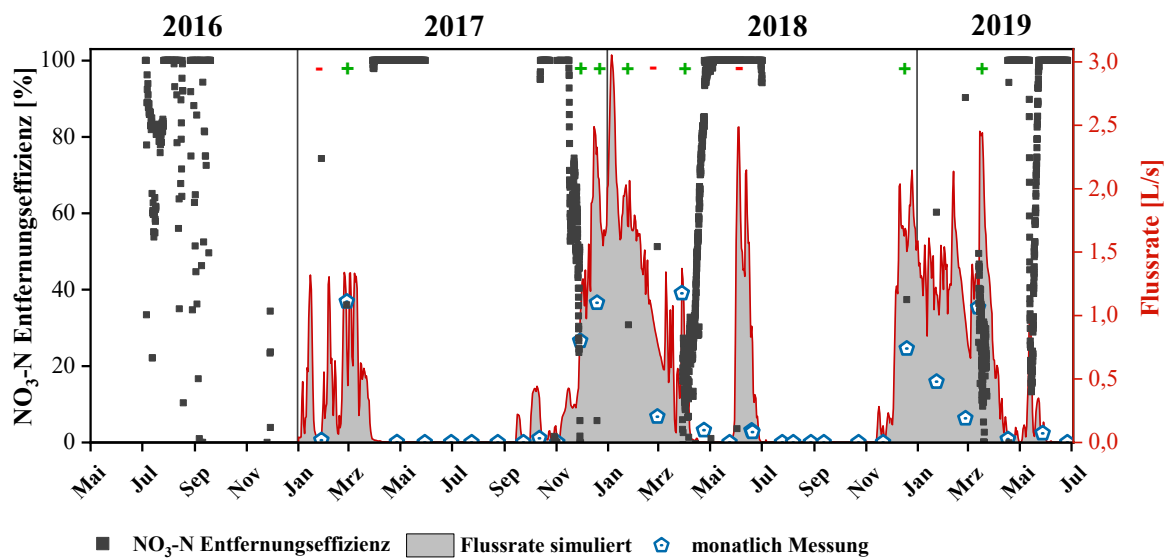 2016 2017 2018 2019
NO₃-N Entfernungseffizienz [%]
100
80
60
40
20
0
- + + + + - + - + +
3,0
2,5
2,0
1,5
1,0
0,5
0,0
Flussrate [L/s]
Mai Jul Sep Nov Jan Mrz Mai Jul Sep Nov Jan Mrz Mai Jul Sep Nov Jan Mrz Mai Jul
NO₃-N Entfernungseffizienz Flussrate simuliert monatlich Messung